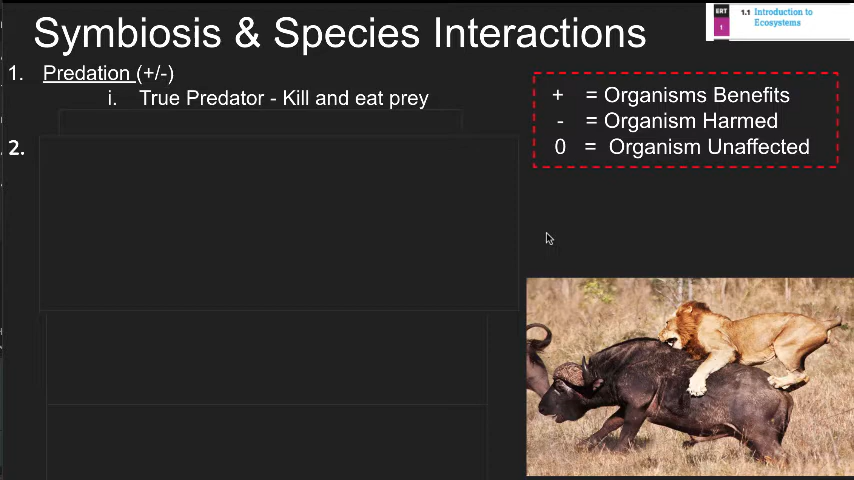 Symbiosis & Species Interactions
ERT
1
1.1 Introduction to
Ecosystems
1. Predation (+/-)
i. True Predator - Kill and eat prey
2.
+ = Organisms Benefits
- = Organism Harmed
0 = Organism Unaffected